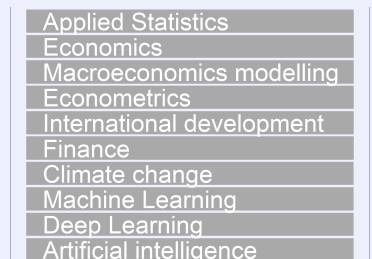 Applied Statistics
Economics
Macroeconomics modelling
Econometrics
International development
Finance
Climate change
Machine Learning
Deep Learning
Artificial intelligence